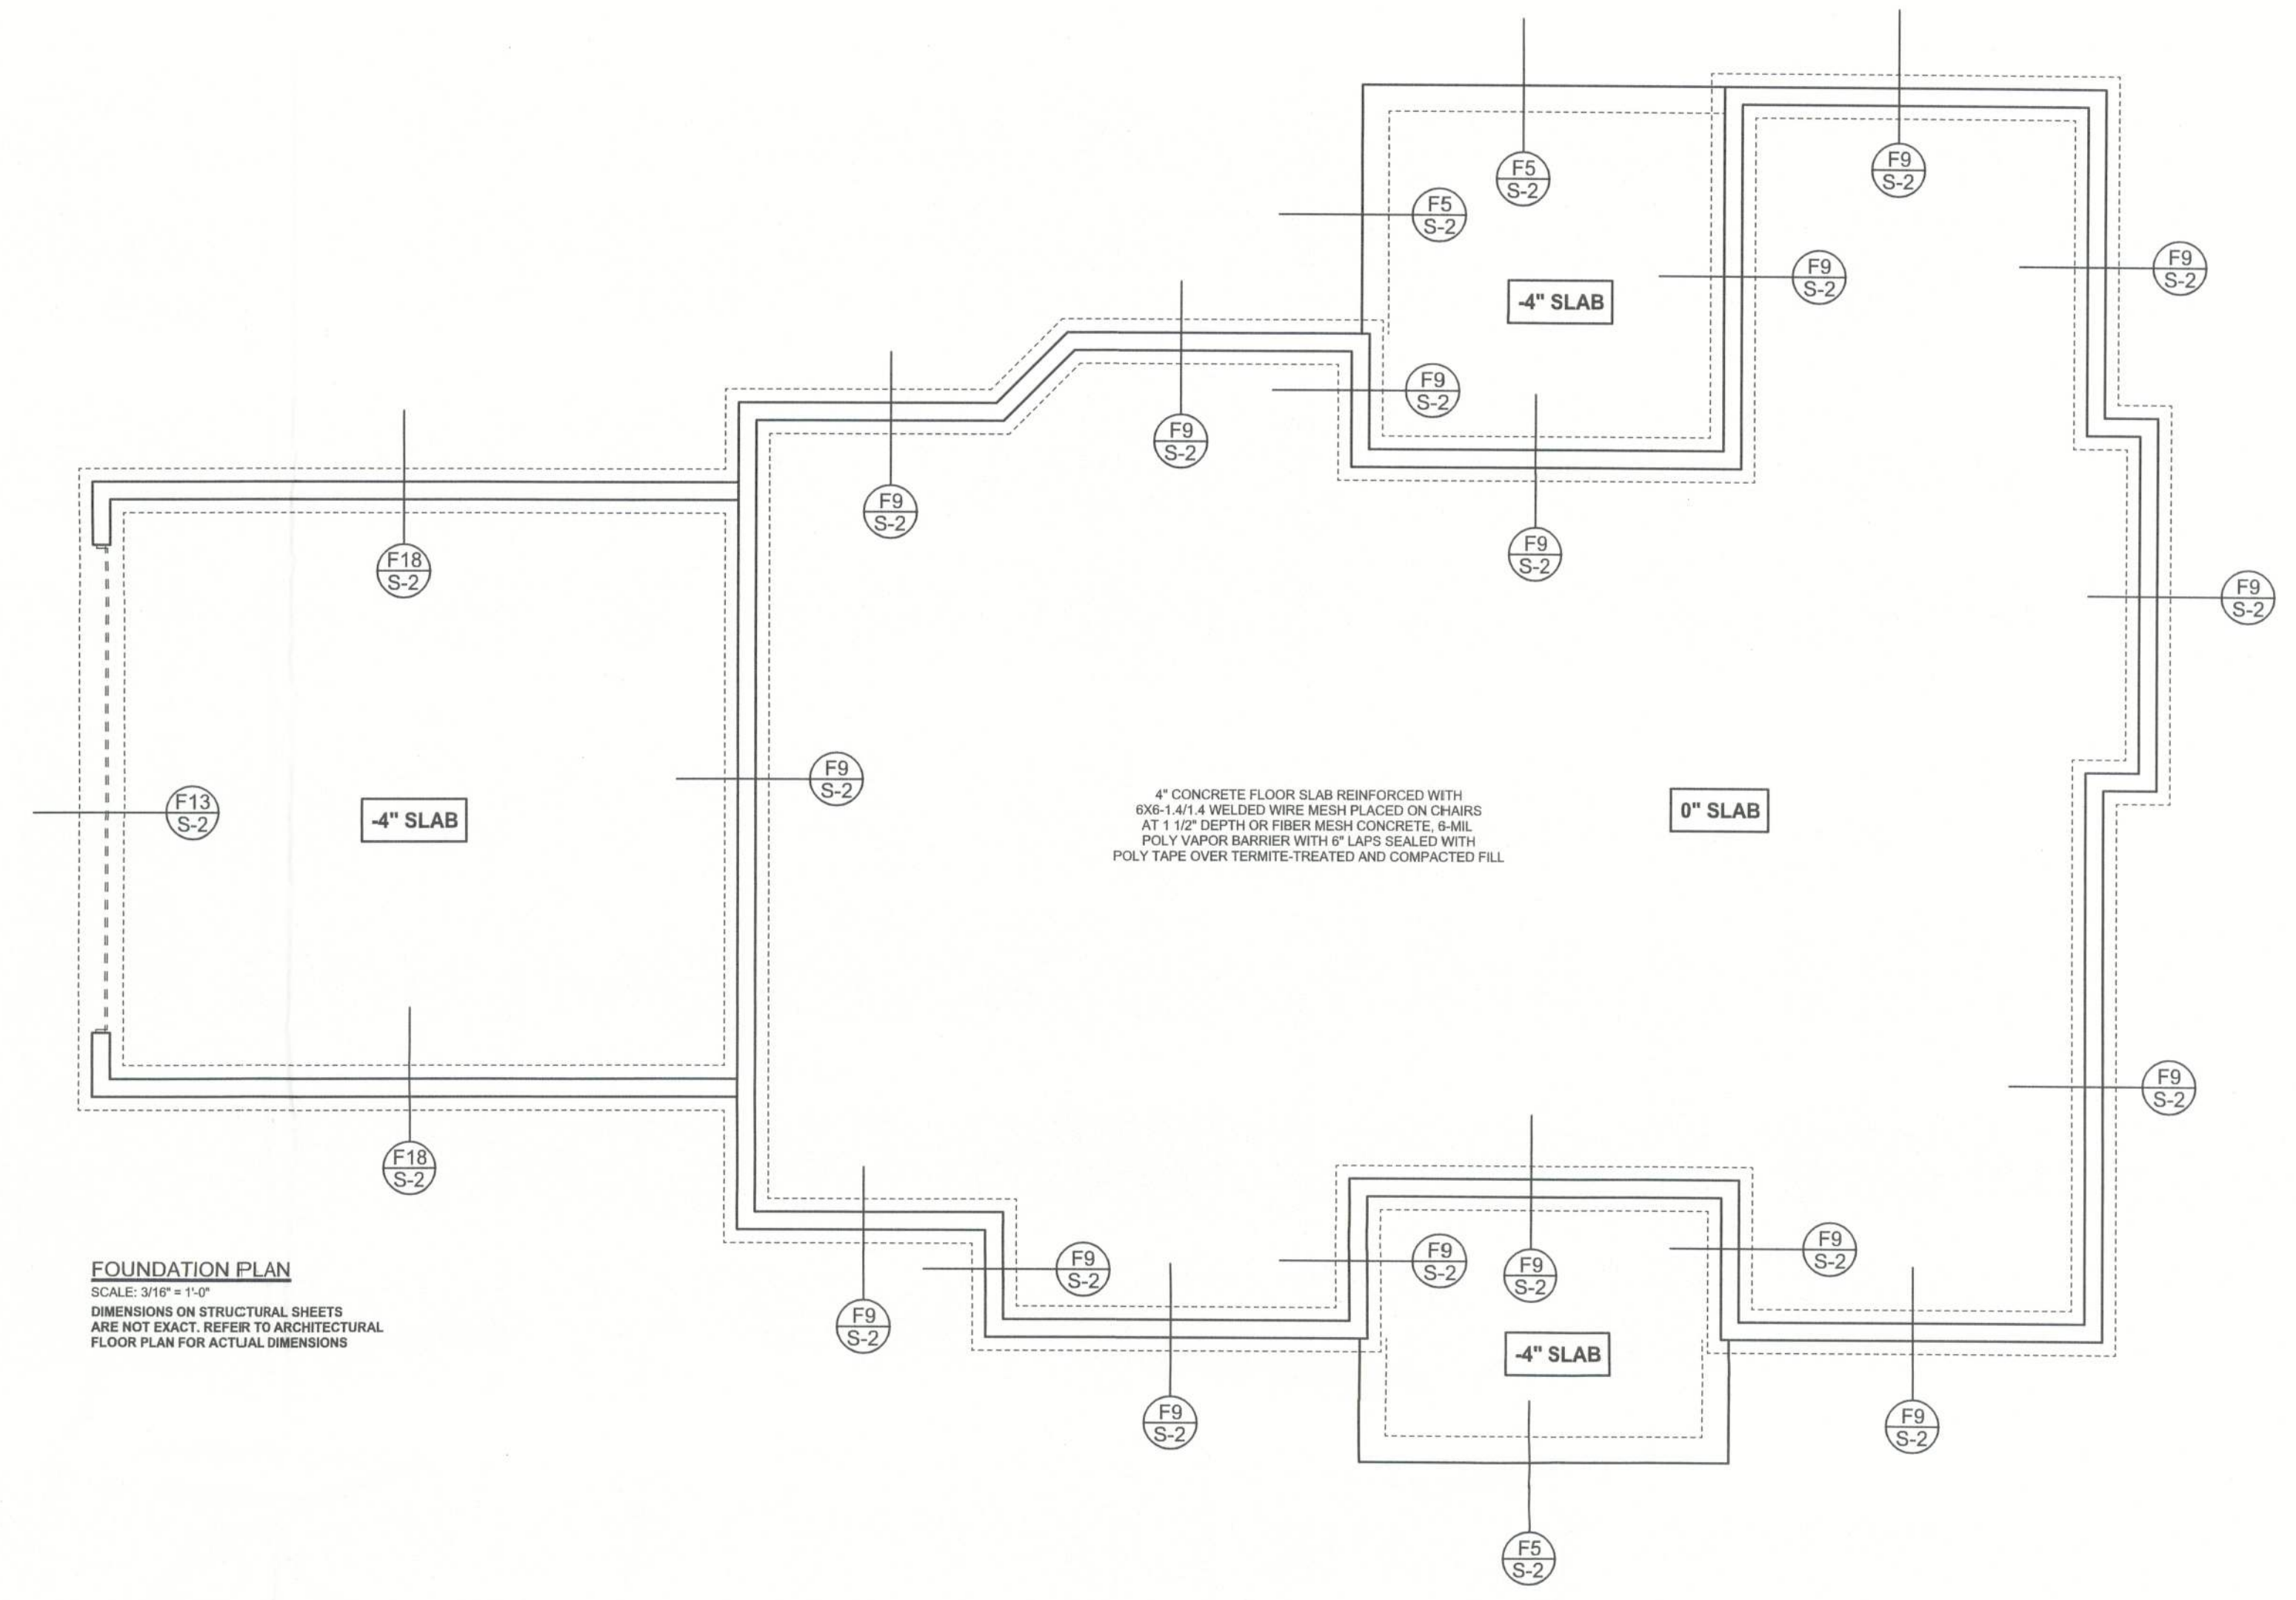 F5
S-2
F9
S-2
F5
S-2
F9
S-2
F9
S-2
-4" SLAB
F9
S-2
F9
S-2
F9
S-2
F9
S-2
F18
S-2
F9
S-2
F9
S-2
F13
S-2
-4" SLAB
F9
S-2
4" CONCRETE FLOOR SLAB REINFORCED WITH
6X6-1.4/1.4 WELDED WIRE MESH PLACED ON CHAIRS
AT 1 1/2" DEPTH OR FIBER MESH CONCRETE, 6-MIL
POLY VAPOR BARRIER WITH 6" LAPS SEALED WITH
POLY TAPE OVER TERMITE-TREATED AND COMPACTED FILL
0" SLAB
F9
S-2
F18
S-2
F9
S-2
F9
S-2
F9
S-2
F9
S-2
F9
S-2
-4" SLAB
F9
S-2
F9
S-2
F5
S-2
FOUNDATION PLAN
SCALE: 3/16" = 1'-0"
DIMENSIONS ON STRUCTURAL SHEETS
ARE NOT EXACT. REFER TO ARCHITECTURAL
FLOOR PLAN FOR ACTUAL DIMENSIONS